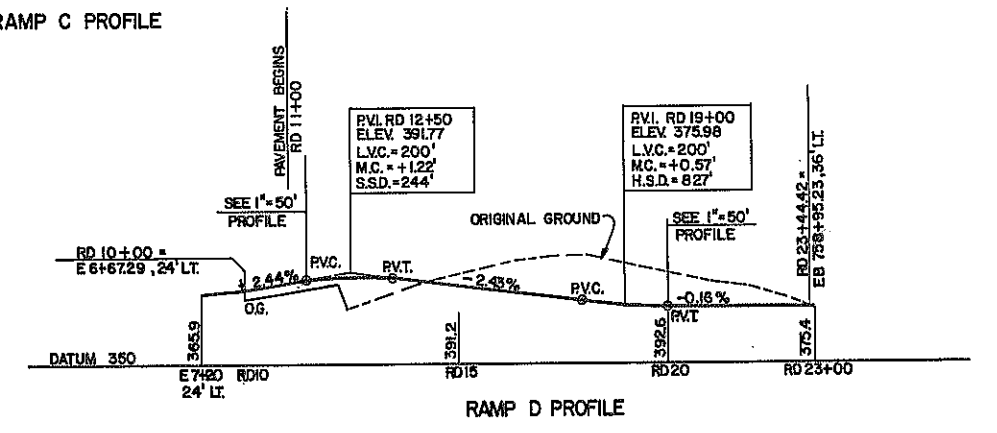 RAMP C PROFILE
PAVEMENT BEGINS
RD 11+00
P.V.I. RD 12+50
ELEV. 391.77
L.V.C.=200'
M.C.=+1.22'
S.S.D.=244'
P.V.I. RD 19+00
ELEV. 375.98
L.V.C.=200'
M.C.=+0.57'
H.S.D.=827'
RD 23+44.42=
EB 758+95.23,36' LT.
SEE 1"=50'
PROFILE
ORIGINAL GROUND
SEE 1"=50'
PROFILE
RD 10+00 =
E 6+67.29 ,24' LT.
2.44%
P.V.C.
P.V.T.
-2.43%
P.V.C.
-0.16%
P.V.T.
O.G.
365.9
391.2
392.6
375.4
DATUM 350
E 7+20
24' LT.
RD10
RD15
RD20
RD23+00
RAMP D PROFILE